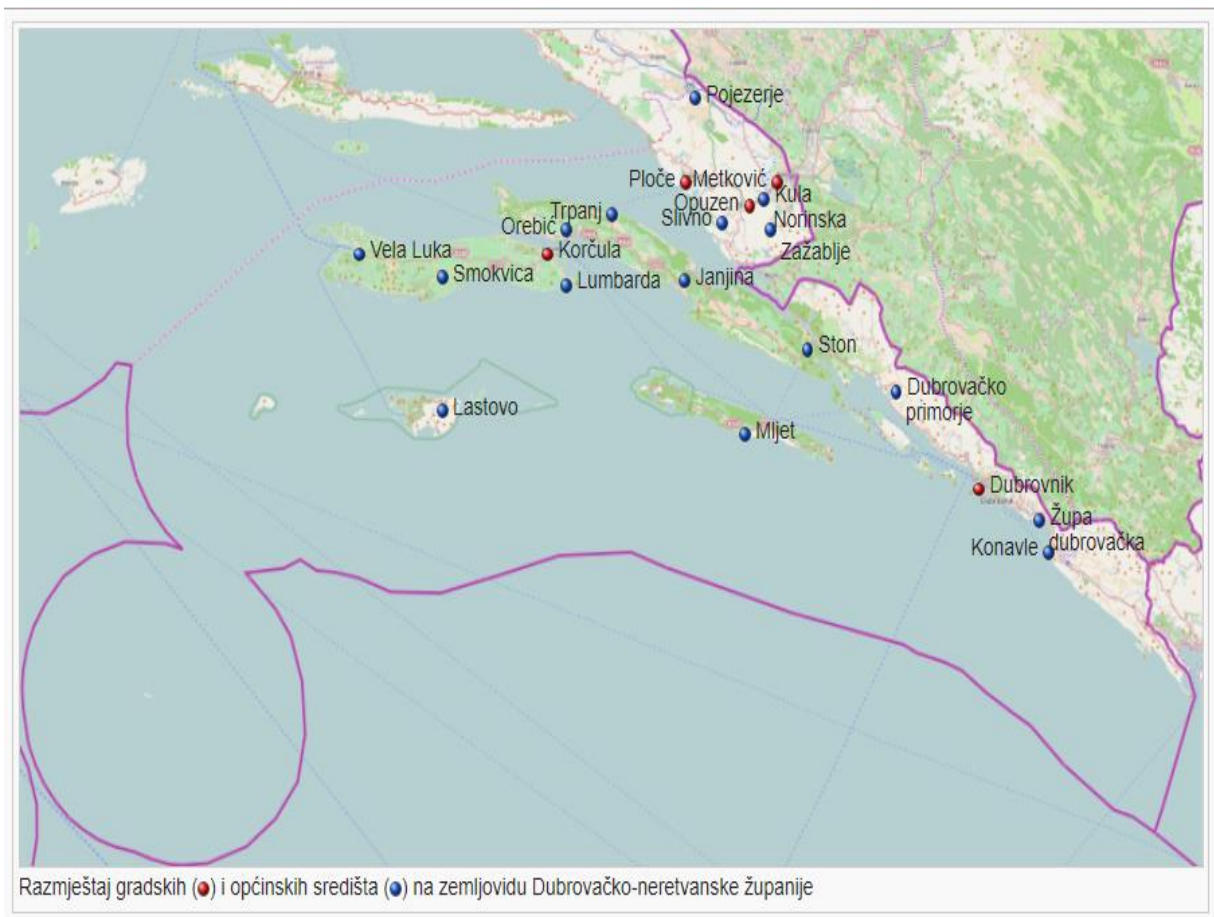 Pojezerje
Ploče
Metković
Opuzen
Kula
Norinska
Slivno
Zažablje
Trpanj
Orebić
Vela Luka
Korčula
Smokvica
Lumbarda
Janjina
Ston
Dubrovačko
primorje
Lastovo
Mljet
Dubrovnik
Župa
dubrovačka
Konavle
Razmještaj gradskih (●) i općinskih središta (●) na zemljovidu Dubrovačko-neretvanske županije